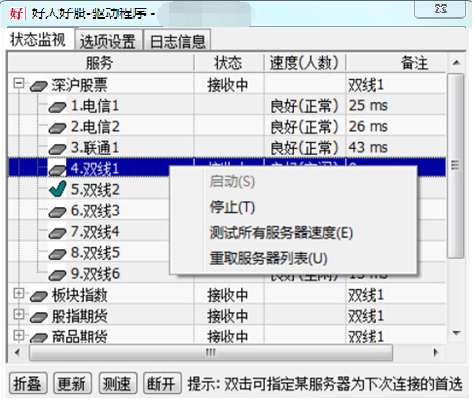 好 好人好股-驱动程序 -
状态监视 选项设置 日志信息
服务 状态 速度(人数) 备注
深沪股票 接收中 双线1
1.电信1 良好(正常) 25 ms
2.电信2 良好(正常) 26 ms
3.联通1 良好(正常) 43 ms
4.双线1
5.双线2
6.双线3
7.双线4
8.双线5
9.双线6
启动(S)
停止(T)
测试所有服务器速度(E)
重取服务器列表(U)
板块指数 接收中 双线1
股指期货 接收中 双线1
商品期货 接收中 双线1
折叠 更新 测速 断开 提示: 双击可指定某服务器为下次连接的首选